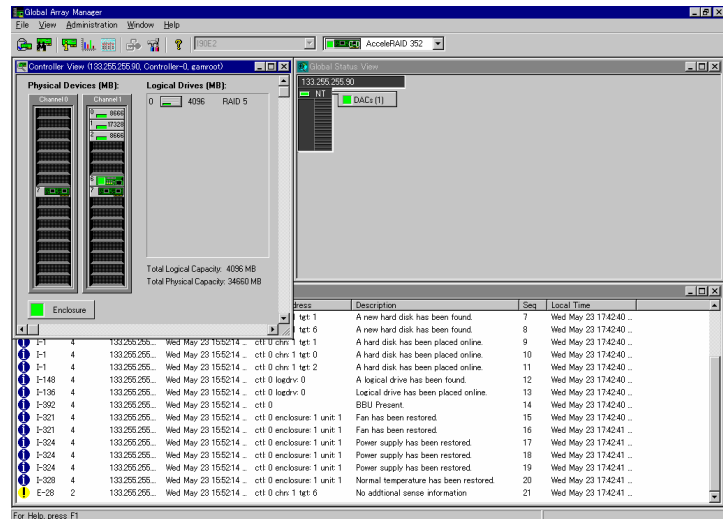 Global Array Manager
File View Administration Window Help
I90E2
C-0 AcceleRAID 352
Controller View (133.255.255.90, Controller-0, gamroot)
Physical Devices (MB):
Logical Drives (MB):
Channel 0
Channel 1
0 8666
1 17328
2 8666
6
7
7
0 4096 RAID 5
Total Logical Capacity: 4096 MB
Total Physical Capacity: 34660 MB
Enclosure
Global Status View
133.255.255.90
NT
DACs (1)
dress Description Seq Local Time
1 tgt: 1 A new hard disk has been found. 7 Wed May 23 17:42:40 ...
1 tgt: 6 A new hard disk has been found. 8 Wed May 23 17:42:40 ...
I-1 4 133.255.255... Wed May 23 15:52:14 ... ctl: 0 chn: 1 tgt: 1 A hard disk has been placed online. 9 Wed May 23 17:42:40 ...
I-1 4 133.255.255... Wed May 23 15:52:14 ... ctl: 0 chn: 1 tgt: 0 A hard disk has been placed online. 10 Wed May 23 17:42:40 ...
I-1 4 133.255.255... Wed May 23 15:52:14 ... ctl: 0 chn: 1 tgt: 2 A hard disk has been placed online. 11 Wed May 23 17:42:40 ...
I-148 4 133.255.255... Wed May 23 15:52:14 ... ctl: 0 logdrv: 0 A logical drive has been found. 12 Wed May 23 17:42:40 ...
I-136 4 133.255.255... Wed May 23 15:52:14 ... ctl: 0 logdrv: 0 Logical drive has been placed online. 13 Wed May 23 17:42:40 ...
I-392 4 133.255.255... Wed May 23 15:52:14 ... ctl: 0 BBU Present. 14 Wed May 23 17:42:40 ...
I-321 4 133.255.255... Wed May 23 15:52:14 ... ctl: 0 enclosure: 1 unit: 1 Fan has been restored. 15 Wed May 23 17:42:40 ...
I-321 4 133.255.255... Wed May 23 15:52:14 ... ctl: 0 enclosure: 1 unit: 1 Fan has been restored. 16 Wed May 23 17:42:41 ...
I-324 4 133.255.255... Wed May 23 15:52:14 ... ctl: 0 enclosure: 1 unit: 1 Power supply has been restored. 17 Wed May 23 17:42:41 ...
I-324 4 133.255.255... Wed May 23 15:52:14 ... ctl: 0 enclosure: 1 unit: 1 Power supply has been restored. 18 Wed May 23 17:42:41 ...
I-324 4 133.255.255... Wed May 23 15:52:14 ... ctl: 0 enclosure: 1 unit: 1 Power supply has been restored. 19 Wed May 23 17:42:41 ...
I-328 4 133.255.255... Wed May 23 15:52:14 ... ctl: 0 enclosure: 1 unit: 1 Normal temperature has been restored. 20 Wed May 23 17:42:41 ...
E-28 2 133.255.255... Wed May 23 15:52:14 ... ctl: 0 chn: 1 tgt: 6 No addtional sense information 21 Wed May 23 17:42:41 ...
For Help, press F1